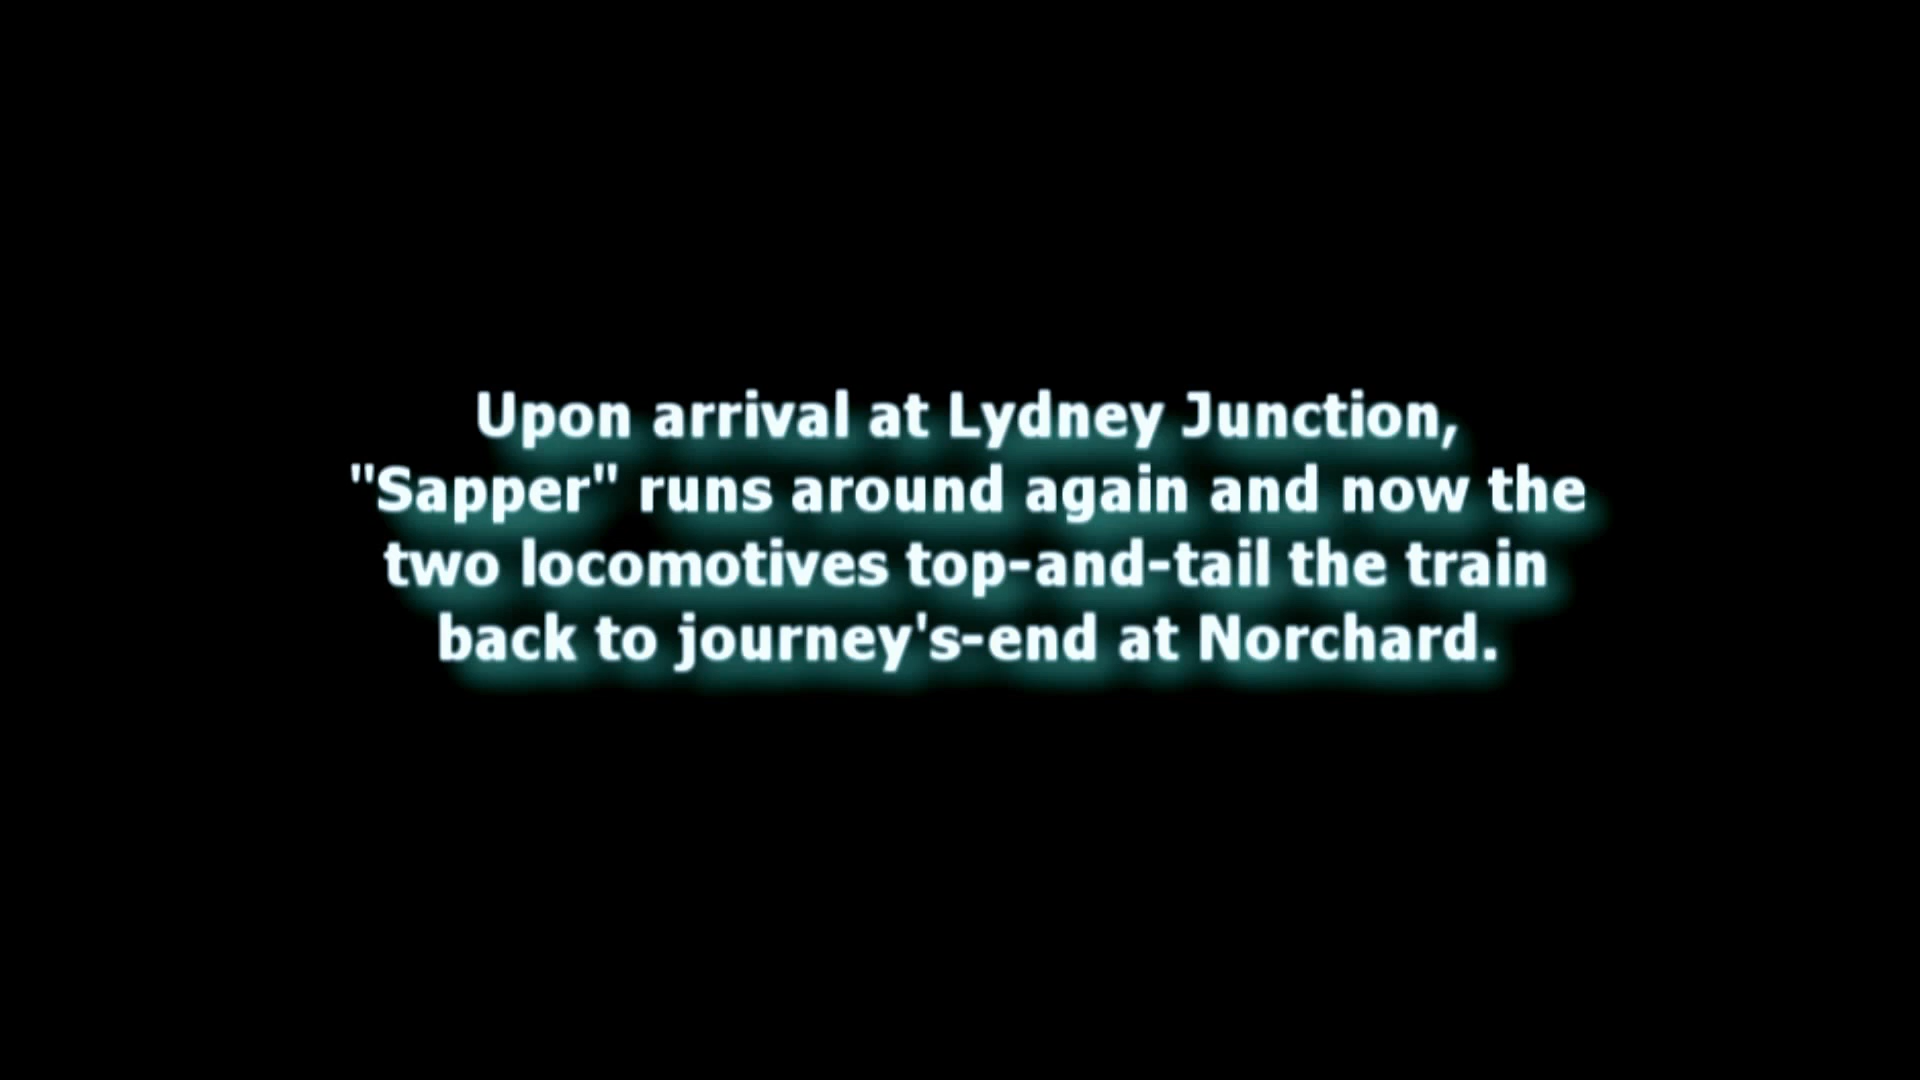 Upon arrival at Lydney Junction,
"Sapper" runs around again and now the
two locomotives top-and-tail the train
back to journey's-end at Norchard.